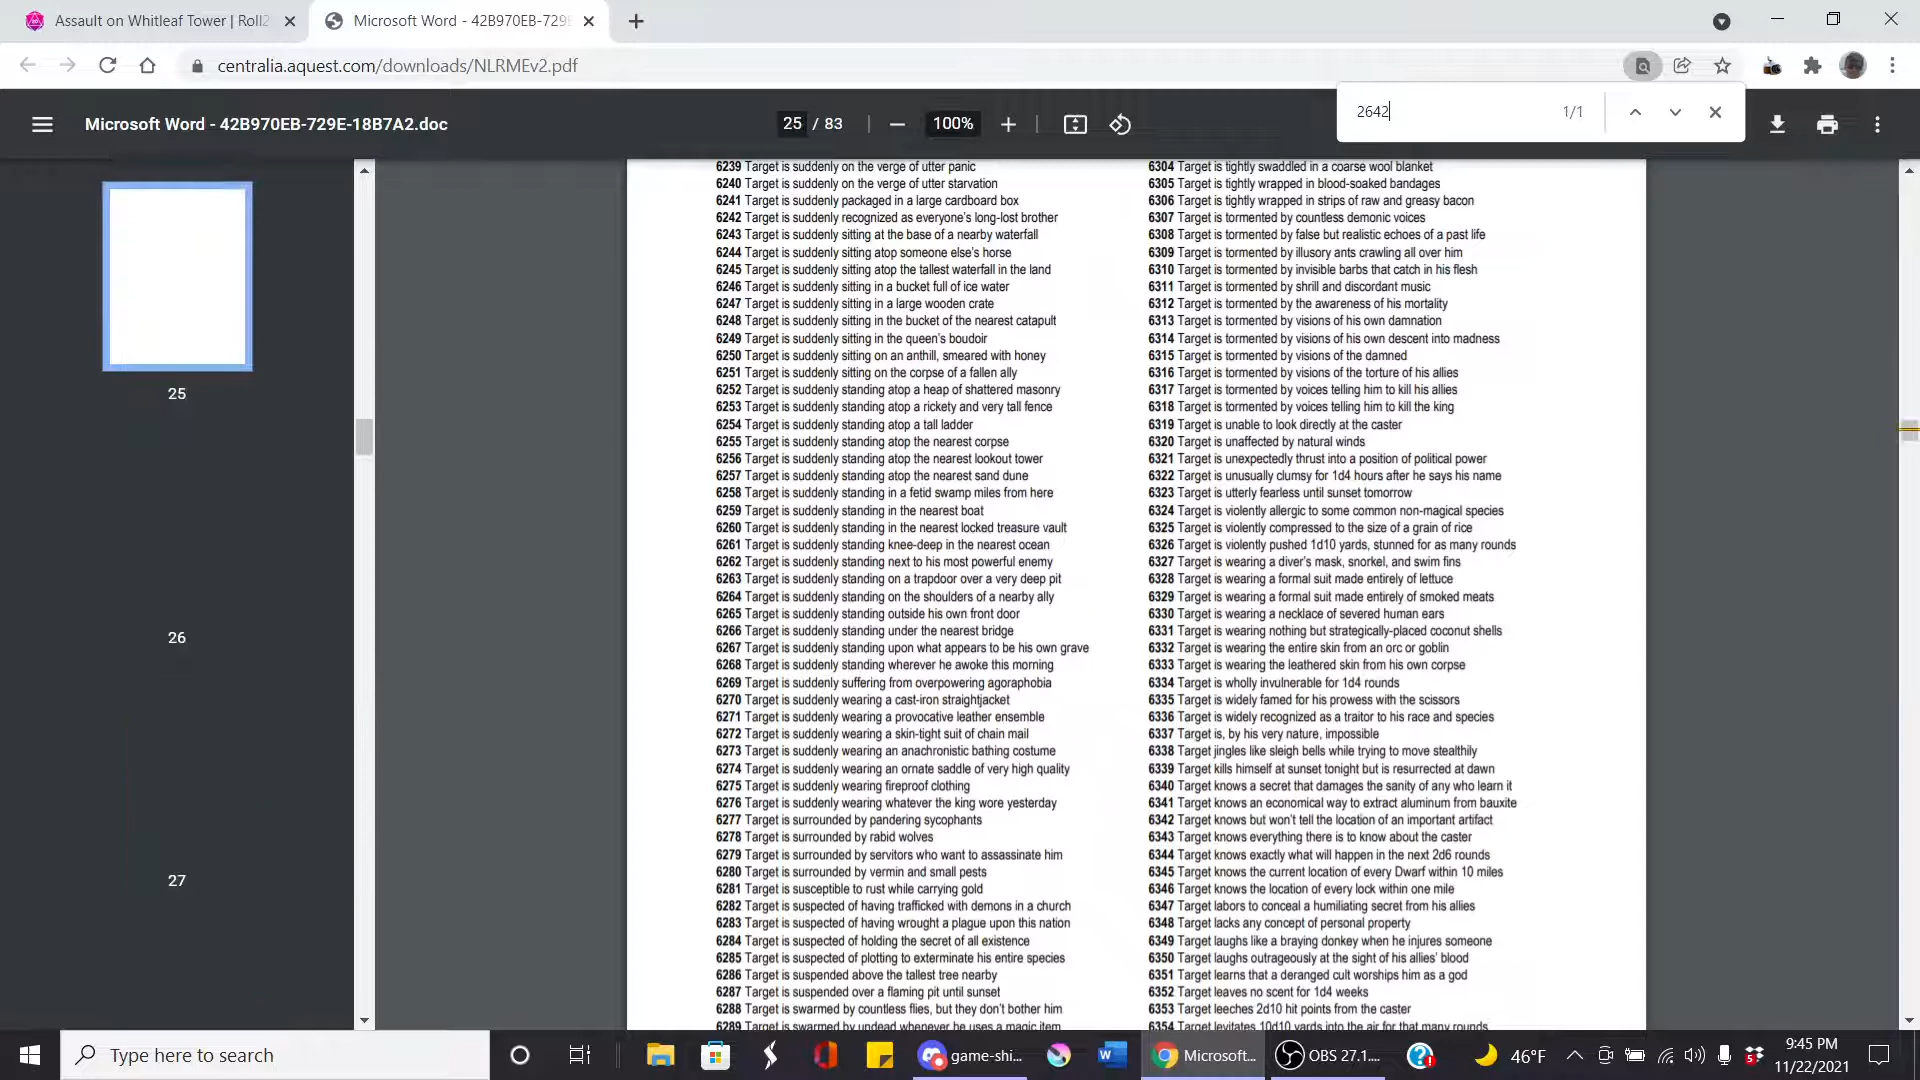 Assault on Whitleaf Tower | Roll2
Microsoft Word - 42B970EB-729E
centralia.aquest.com/downloads/NLRMEv2.pdf
2642
1/1
Microsoft Word - 42B970EB-729E-18B7A2.doc
25 / 83
100%
25
26
27
6239 Target is suddenly on the verge of utter panic
6240 Target is suddenly on the verge of utter starvation
6241 Target is suddenly packaged in a large cardboard box
6242 Target is suddenly recognized as everyone's long-lost brother
6243 Target is suddenly sitting at the base of a nearby waterfall
6244 Target is suddenly sitting atop someone else's horse
6245 Target is suddenly sitting atop the tallest waterfall in the land
6246 Target is suddenly sitting in a bucket full of ice water
6247 Target is suddenly sitting in a large wooden crate
6248 Target is suddenly sitting in the bucket of the nearest catapult
6249 Target is suddenly sitting in the queen's boudoir
6250 Target is suddenly sitting on an anthill, smeared with honey
6251 Target is suddenly sitting on the corpse of a fallen ally
6252 Target is suddenly standing atop a heap of shattered masonry
6253 Target is suddenly standing atop a rickety and very tall fence
6254 Target is suddenly standing atop a tall ladder
6255 Target is suddenly standing atop the nearest corpse
6256 Target is suddenly standing atop the nearest lookout tower
6257 Target is suddenly standing atop the nearest sand dune
6258 Target is suddenly standing in a fetid swamp miles from here
6259 Target is suddenly standing in the nearest boat
6260 Target is suddenly standing in the nearest locked treasure vault
6261 Target is suddenly standing knee-deep in the nearest ocean
6262 Target is suddenly standing next to his most powerful enemy
6263 Target is suddenly standing on a trapdoor over a very deep pit
6264 Target is suddenly standing on the shoulders of a nearby ally
6265 Target is suddenly standing outside his own front door
6266 Target is suddenly standing under the nearest bridge
6267 Target is suddenly standing upon what appears to be his own grave
6268 Target is suddenly standing wherever he awoke this morning
6269 Target is suddenly suffering from overpowering agoraphobia
6270 Target is suddenly wearing a cast-iron straightjacket
6271 Target is suddenly wearing a provocative leather ensemble
6272 Target is suddenly wearing a skin-tight suit of chain mail
6273 Target is suddenly wearing an anachronistic bathing costume
6274 Target is suddenly wearing an ornate saddle of very high quality
6275 Target is suddenly wearing fireproof clothing
6276 Target is suddenly wearing whatever the king wore yesterday
6277 Target is surrounded by pandering sycophants
6278 Target is surrounded by rabid wolves
6279 Target is surrounded by servitors who want to assassinate him
6280 Target is surrounded by vermin and small pests
6281 Target is susceptible to rust while carrying gold
6282 Target is suspected of having trafficked with demons in a church
6283 Target is suspected of having wrought a plague upon this nation
6284 Target is suspected of holding the secret of all existence
6285 Target is suspected of plotting to exterminate his entire species
6286 Target is suspended above the tallest tree nearby
6287 Target is suspended over a flaming pit until sunset
6288 Target is swarmed by countless flies, but they don't bother him
6289 Target is swarmed by undead whenever he uses a magic item
6304 Target is tightly swaddled in a coarse wool blanket
6305 Target is tightly wrapped in blood-soaked bandages
6306 Target is tightly wrapped in strips of raw and greasy bacon
6307 Target is tormented by countless demonic voices
6308 Target is tormented by false but realistic echoes of a past life
6309 Target is tormented by illusory ants crawling all over him
6310 Target is tormented by invisible barbs that catch in his flesh
6311 Target is tormented by shrill and discordant music
6312 Target is tormented by the awareness of his mortality
6313 Target is tormented by visions of his own damnation
6314 Target is tormented by visions of his own descent into madness
6315 Target is tormented by visions of the damned
6316 Target is tormented by visions of the torture of his allies
6317 Target is tormented by voices telling him to kill his allies
6318 Target is tormented by voices telling him to kill the king
6319 Target is unable to look directly at the caster
6320 Target is unaffected by natural winds
6321 Target is unexpectedly thrust into a position of political power
6322 Target is unusually clumsy for 1d4 hours after he says his name
6323 Target is utterly fearless until sunset tomorrow
6324 Target is violently allergic to some common non-magical species
6325 Target is violently compressed to the size of a grain of rice
6326 Target is violently pushed 1d10 yards, stunned for as many rounds
6327 Target is wearing a diver's mask, snorkel, and swim fins
6328 Target is wearing a formal suit made entirely of lettuce
6329 Target is wearing a formal suit made entirely of smoked meats
6330 Target is wearing a necklace of severed human ears
6331 Target is wearing nothing but strategically-placed coconut shells
6332 Target is wearing the entire skin from an orc or goblin
6333 Target is wearing the leathered skin from his own corpse
6334 Target is wholly invulnerable for 1d4 rounds
6335 Target is widely famed for his prowess with the scissors
6336 Target is widely recognized as a traitor to his race and species
6337 Target is, by his very nature, impossible
6338 Target jingles like sleigh bells while trying to move stealthily
6339 Target kills himself at sunset tonight but is resurrected at dawn
6340 Target knows a secret that damages the sanity of any who learn it
6341 Target knows an economical way to extract aluminum from bauxite
6342 Target knows but won't tell the location of an important artifact
6343 Target knows everything there is to know about the caster
6344 Target knows exactly what will happen in the next 2d6 rounds
6345 Target knows the current location of every Dwarf within 10 miles
6346 Target knows the location of every lock within one mile
6347 Target labors to conceal a humiliating secret from his allies
6348 Target lacks any concept of personal property
6349 Target laughs like a braying donkey when he injures someone
6350 Target laughs outrageously at the sight of his allies' blood
6351 Target learns that a deranged cult worships him as a god
6352 Target leaves no scent for 1d4 weeks
6353 Target leeches 2d10 hit points from the caster
6354 Target levitates 10d10 yards into the air for that many rounds
Type here to search
game-shi...
Microsoft...
OBS 27.1....
46°F
5
9:45 PM
11/22/2021